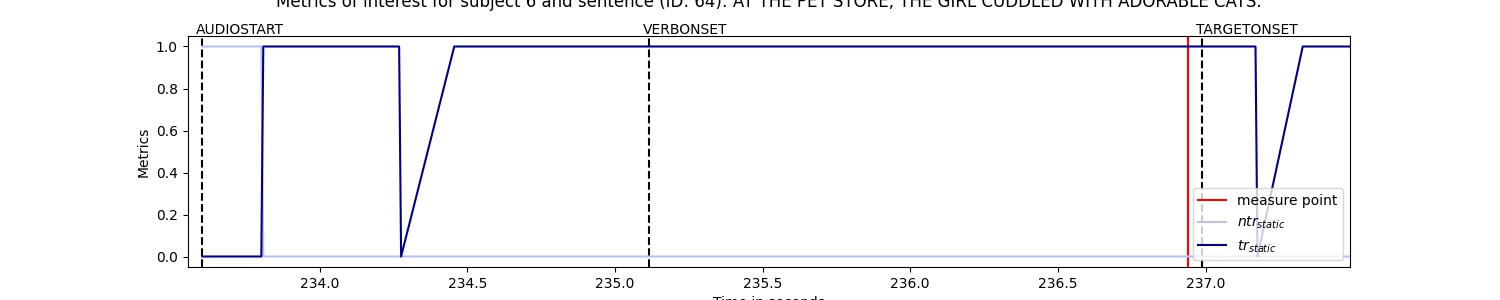 Metrics of interest for subject 6 and sentence (ID: 64): AT THE PET STORE, THE GIRL CUDDLED WITH ADORABLE CATS.
AUDIOSTART VERBONSET TARGETONSET
1.0
0.8
0.6
0.4
0.2
0.0
Metrics
measure point
ntr_static
tr_static
234.0 234.5 235.0 235.5 236.0 236.5 237.0
Time in seconds